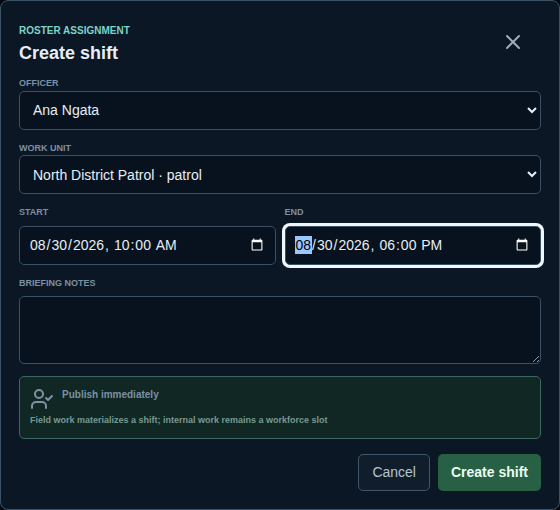 ROSTER ASSIGNMENT
Create shift
OFFICER
Ana Ngata
WORK UNIT
North District Patrol · patrol
START
END
08/30/2026, 10:00 AM
08/30/2026, 06:00 PM
BRIEFING NOTES
Publish immediately
Field work materializes a shift; internal work remains a workforce slot
Cancel
Create shift